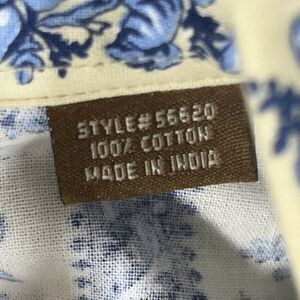 STYLE# 56620
100% COTTON
MADE IN INDIA